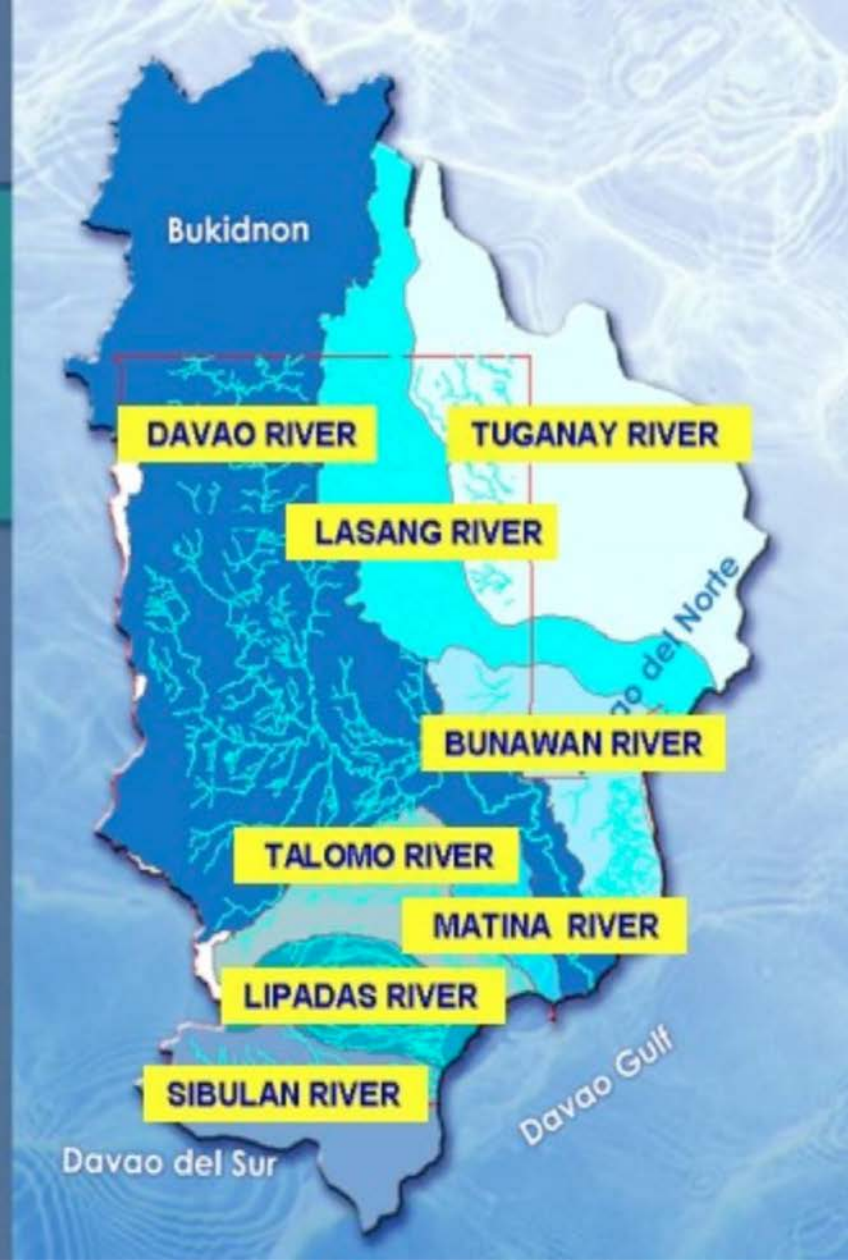 Bukidnon
DAVAO RIVER
TUGANAY RIVER
LASANG RIVER
del Norte
BUNAWAN RIVER
TALOMO RIVER
MATINA RIVER
LIPADAS RIVER
SIBULAN RIVER
Davao Gulf
Davao del Sur